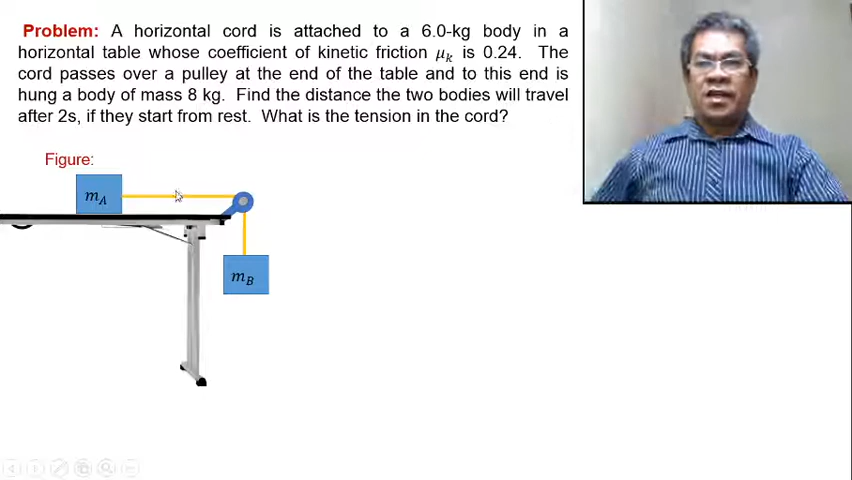 Problem: A horizontal cord is attached to a 6.0-kg body in a
horizontal table whose coefficient of kinetic friction μₖ is 0.24. The
cord passes over a pulley at the end of the table and to this end is
hung a body of mass 8 kg. Find the distance the two bodies will travel
after 2s, if they start from rest. What is the tension in the cord?
Figure:
m_A
m_B